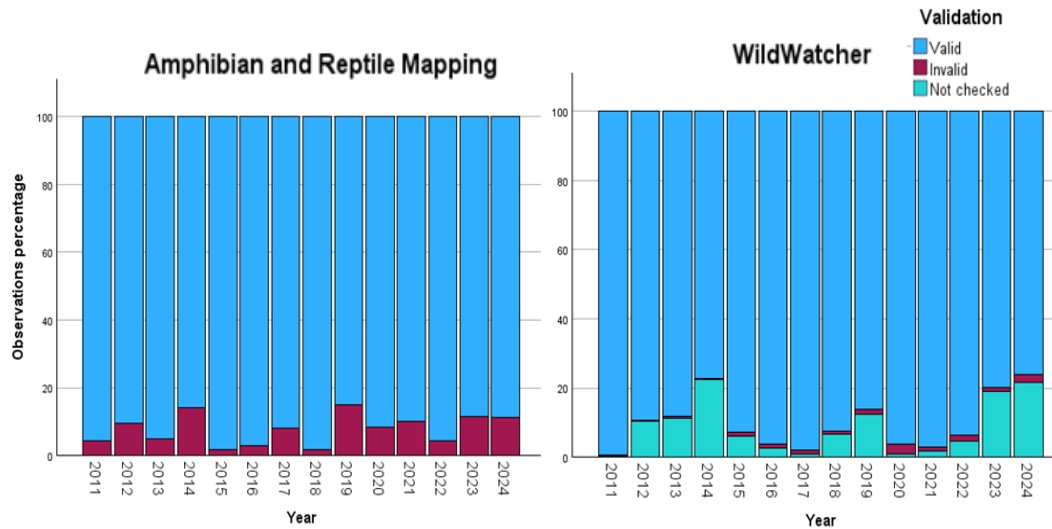 Validation
Valid
Invalid
Not checked
Amphibian and Reptile Mapping
WildWatcher
Observations percentage
100
80
60
40
20
0
2011 2012 2013 2014 2015 2016 2017 2018 2019 2020 2021 2022 2023 2024
Year
100
80
60
40
20
0
2011 2012 2013 2014 2015 2016 2017 2018 2019 2020 2021 2022 2023 2024
Year